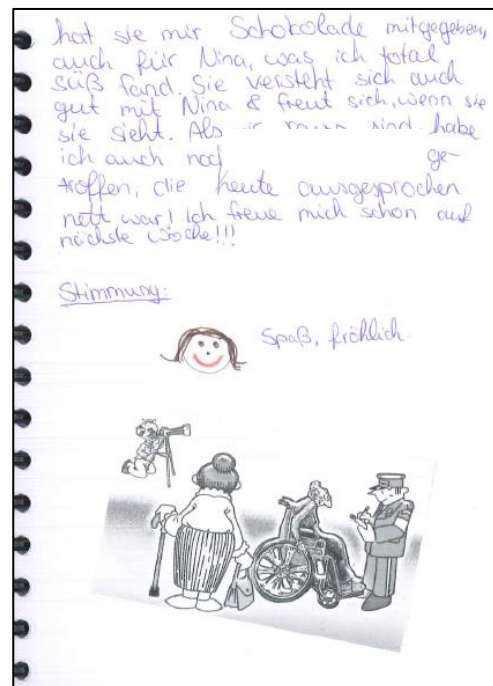 hat sie mir Schokolade mitgegeben,
auch für Nina, was ich total
süß fand. Sie versteht sich auch
gut mit Nina & freut sich, wenn sie
sie sieht. Als sind habe
ich auch noch ge-
troffen, die heute ausgesprochen
nett war! Ich freue mich schon auf
nächste Woche!!!
Stimmung:
Spaß, fröhlich